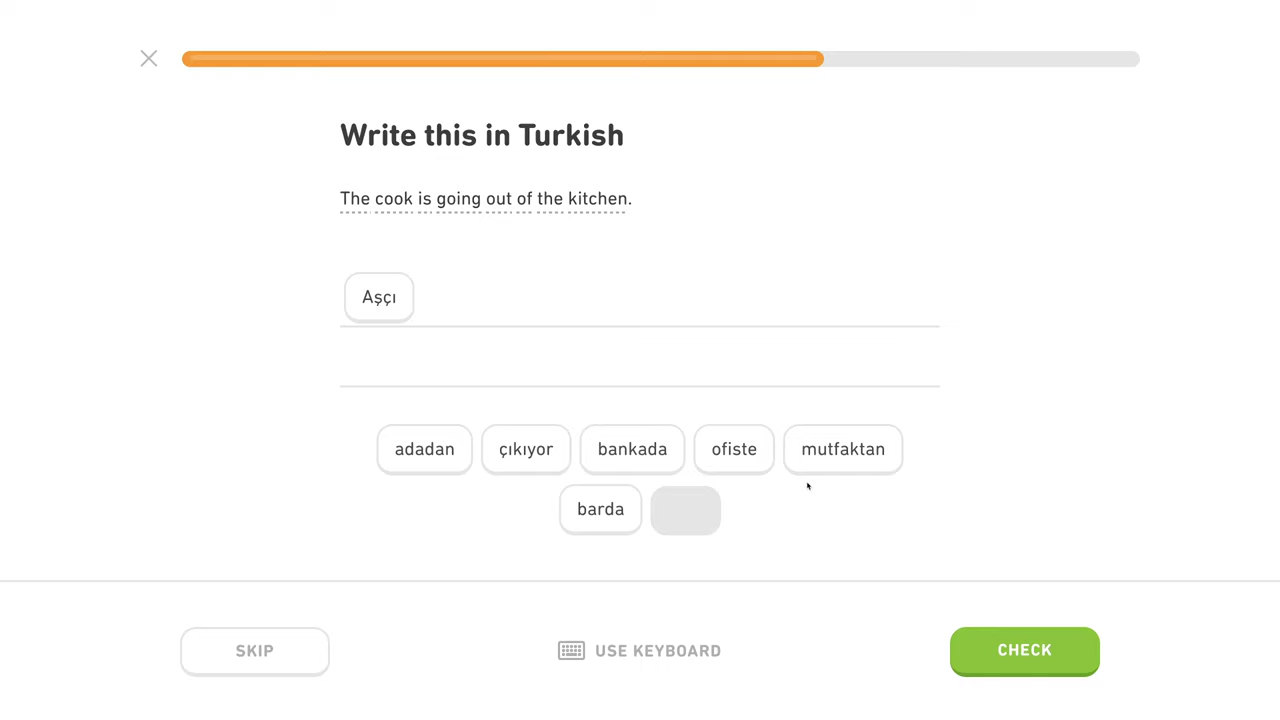 Write this in Turkish
The cook is going out of the kitchen.
Aşçı
adadan çıkıyor bankada ofiste mutfaktan
barda
SKIP USE KEYBOARD CHECK